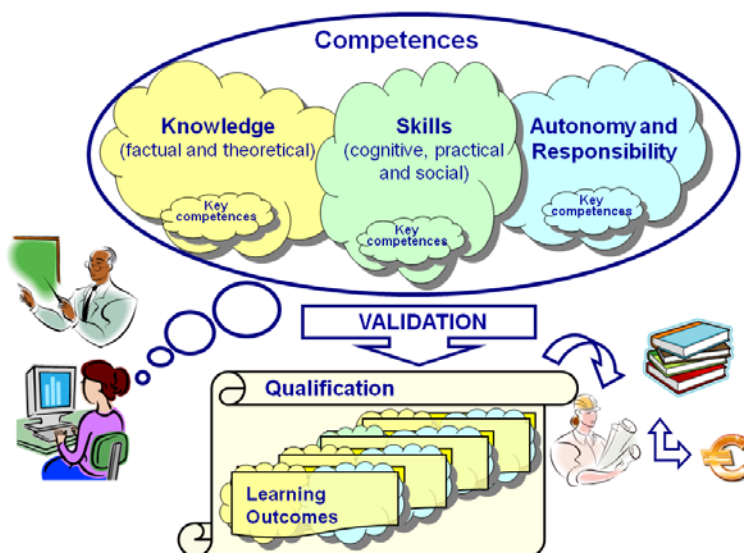 Competences
Knowledge
(factual and theoretical)
Key
competences
Skills
(cognitive, practical
and social)
Key
competences
Autonomy and
Responsibility
Key
competences
VALIDATION
Qualification
Learning
Outcomes